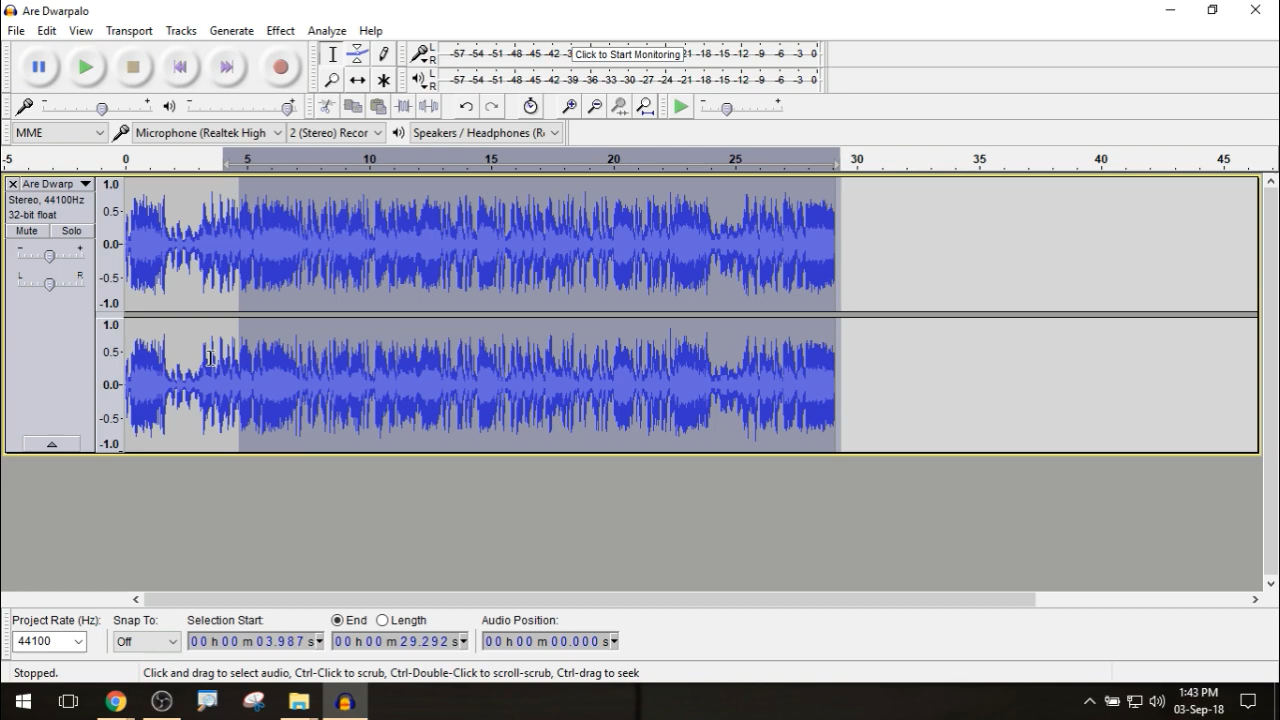 Are Dwarpalo
File Edit View Transport Tracks Generate Effect Analyze Help
L
R
-57 -54 -51 -48 -45 -42 -3 Click to Start Monitoring 21 -18 -15 -12 -9 -6 -3 0
L
R
-57 -54 -51 -48 -45 -42 -39 -36 -33 -30 -27 -24 -21 -18 -15 -12 -9 -6 -3 0
MME Microphone (Realtek High 2 (Stereo) Recor Speakers / Headphones (R
-5 0 5 10 15 20 25 30 35 40 45
Are Dwarp
Stereo, 44100Hz
32-bit float
Mute Solo
- +
L R
1.0
0.5
0.0
-0.5
-1.0
1.0
0.5
0.0
-0.5
-1.0
Project Rate (Hz): Snap To: Selection Start: End Length Audio Position:
44100 Off 00 h 00 m 03.987 s 00 h 00 m 29.292 s 00 h 00 m 00.000 s
Stopped. Click and drag to select audio, Ctrl-Click to scrub, Ctrl-Double-Click to scroll-scrub, Ctrl-drag to seek
1:43 PM
03-Sep-18